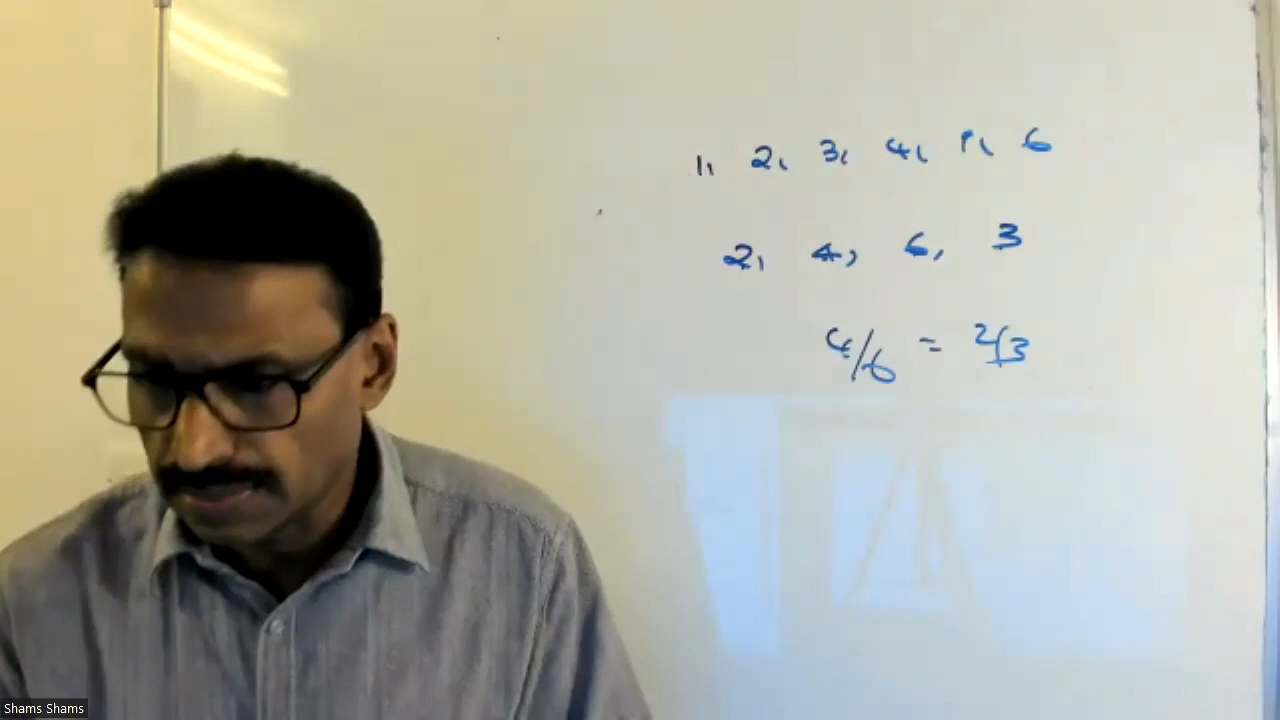 1, 2, 3, 4, 5, 6
2, 4, 6, 3
4/6 = 2/3
Shams Shams